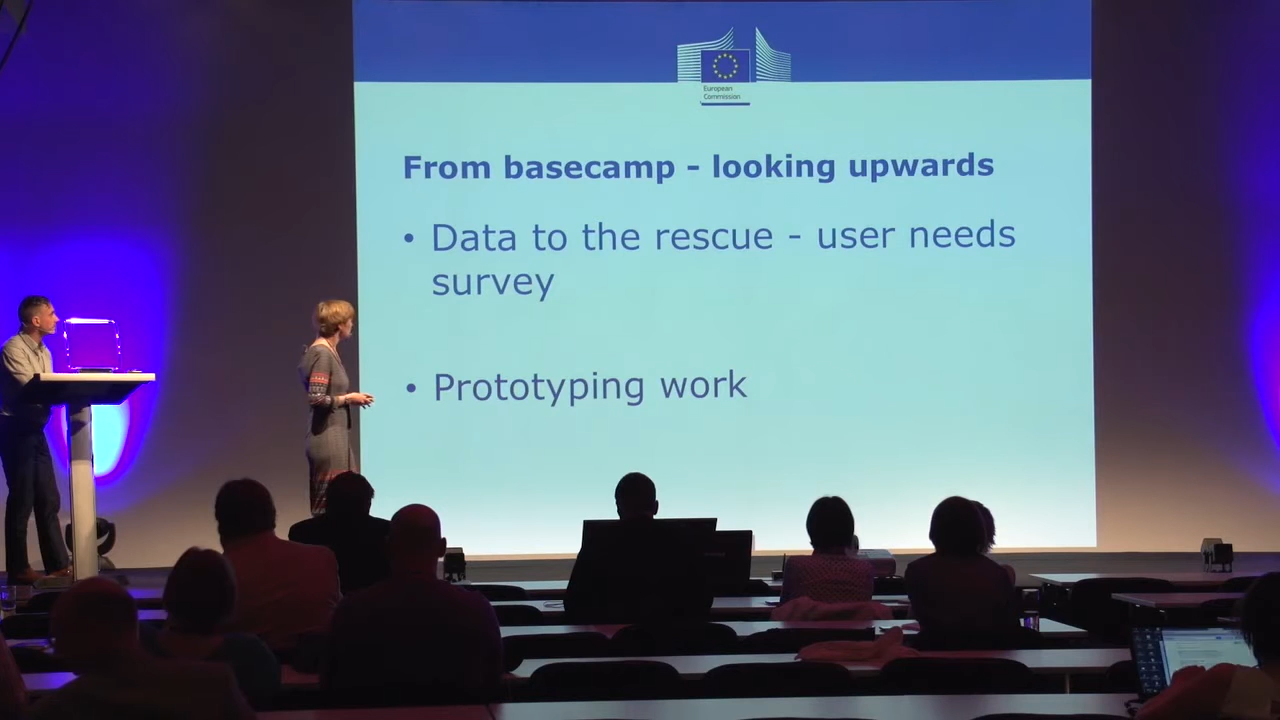 European
Commission
From basecamp - looking upwards
• Data to the rescue - user needs
survey
• Prototyping work